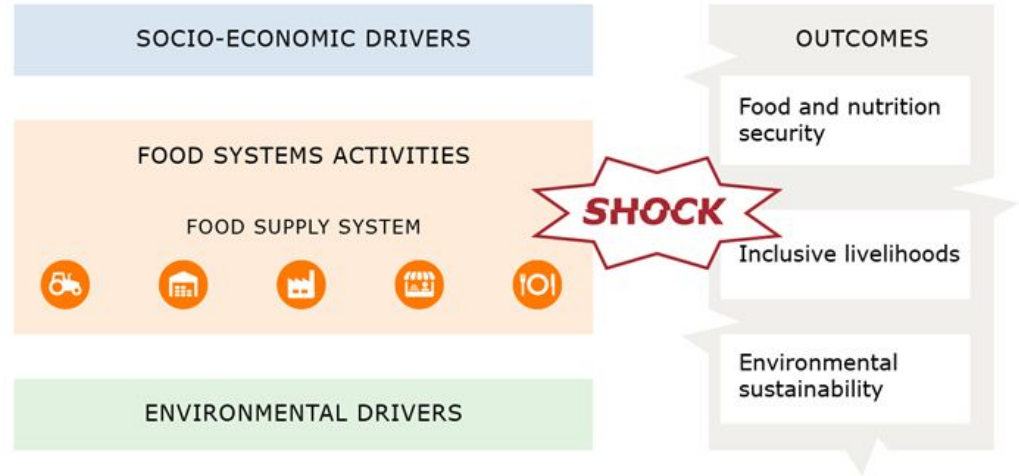 SOCIO-ECONOMIC DRIVERS
FOOD SYSTEMS ACTIVITIES
FOOD SUPPLY SYSTEM
ENVIRONMENTAL DRIVERS
SHOCK
OUTCOMES
Food and nutrition
security
Inclusive livelihoods
Environmental
sustainability